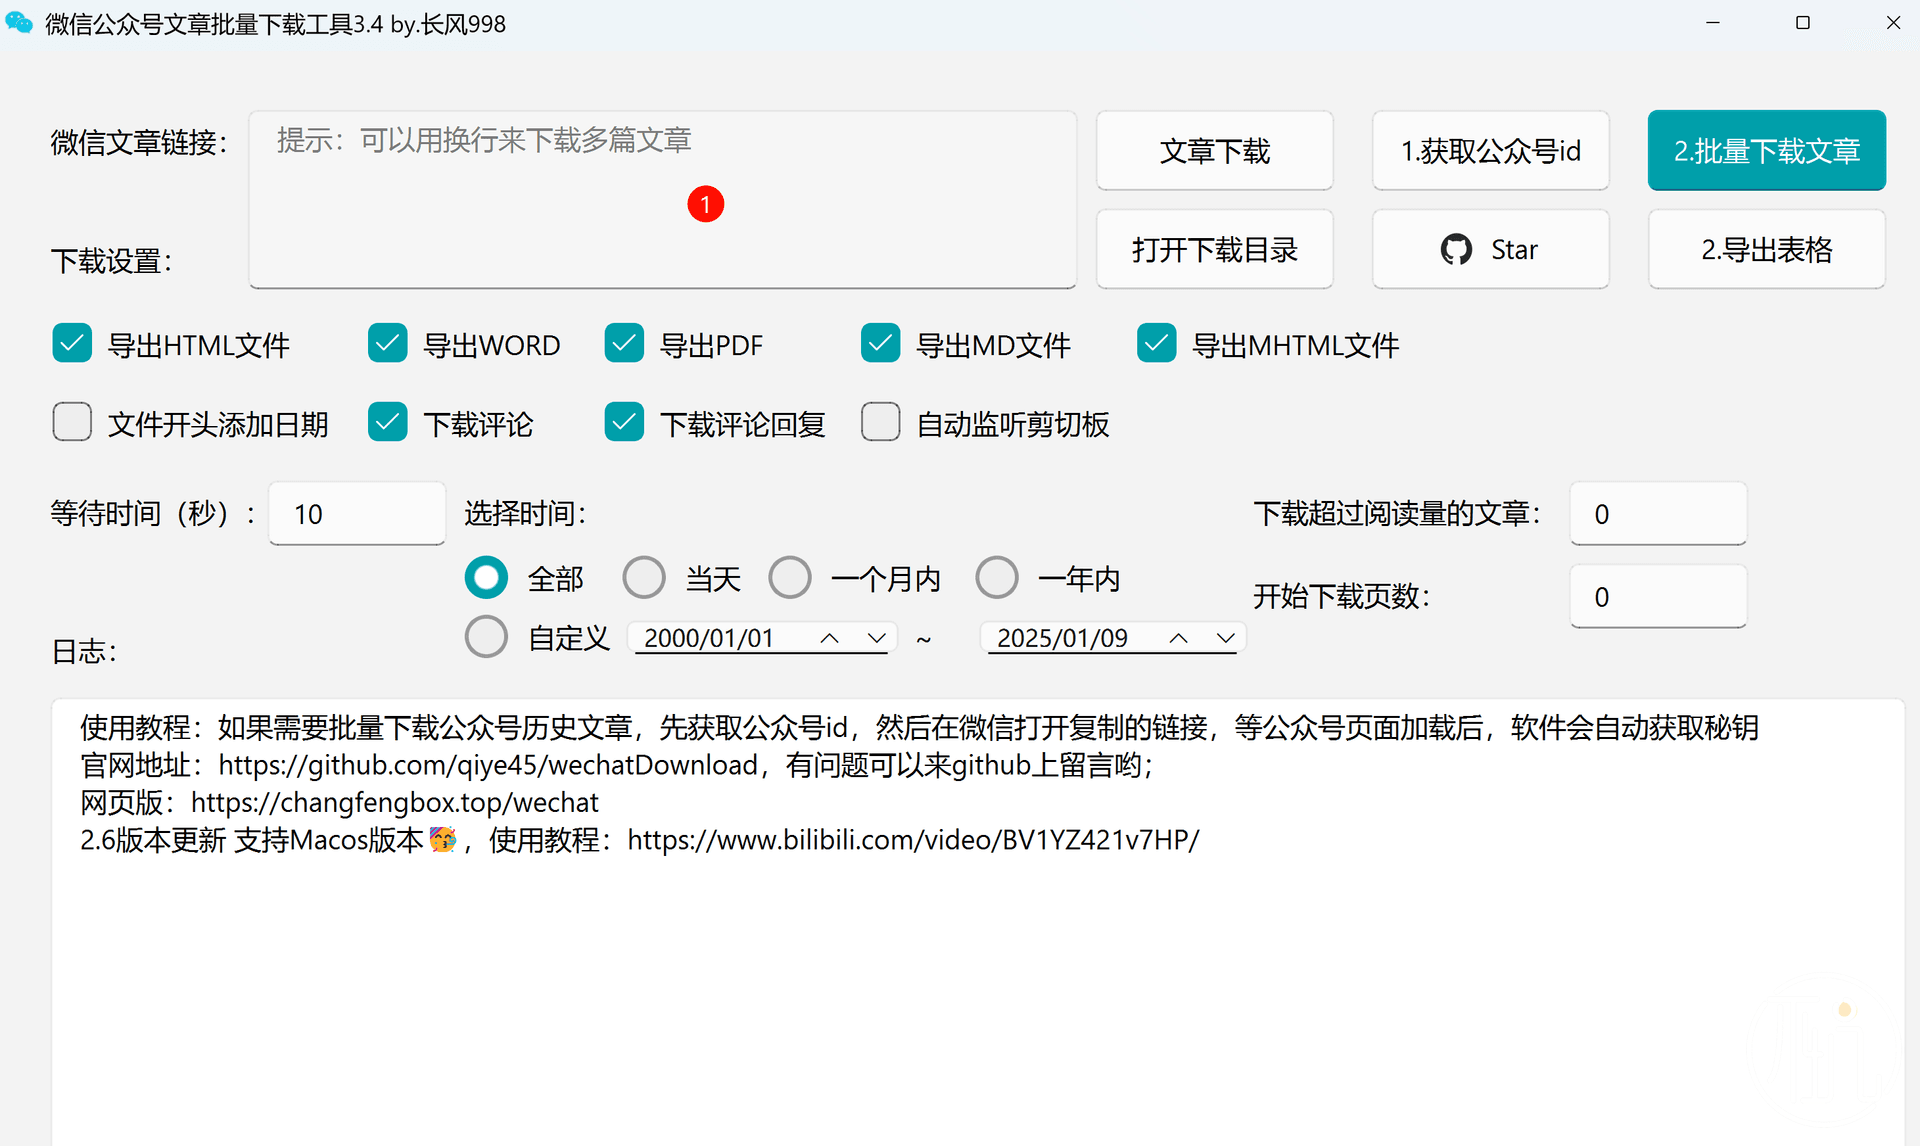 微信公众号文章批量下载工具3.4 by.长风998
微信文章链接：
提示：可以用换行来下载多篇文章
1
文章下载
1.获取公众号id
2.批量下载文章
下载设置：
打开下载目录
Star
2.导出表格
导出HTML文件
导出WORD
导出PDF
导出MD文件
导出MHTML文件
文件开头添加日期
下载评论
下载评论回复
自动监听剪切板
等待时间（秒）：
10
选择时间：
下载超过阅读量的文章：
0
全部
当天
一个月内
一年内
开始下载页数：
0
自定义
2000/01/01
~
2025/01/09
日志：
使用教程：如果需要批量下载公众号历史文章，先获取公众号id，然后在微信打开复制的链接，等公众号页面加载后，软件会自动获取秘钥
官网地址：https://github.com/qiye45/wechatDownload，有问题可以来github上留言哟；
网页版：https://changfengbox.top/wechat
2.6版本更新 支持Macos版本🥳，使用教程：https://www.bilibili.com/video/BV1YZ421v7HP/